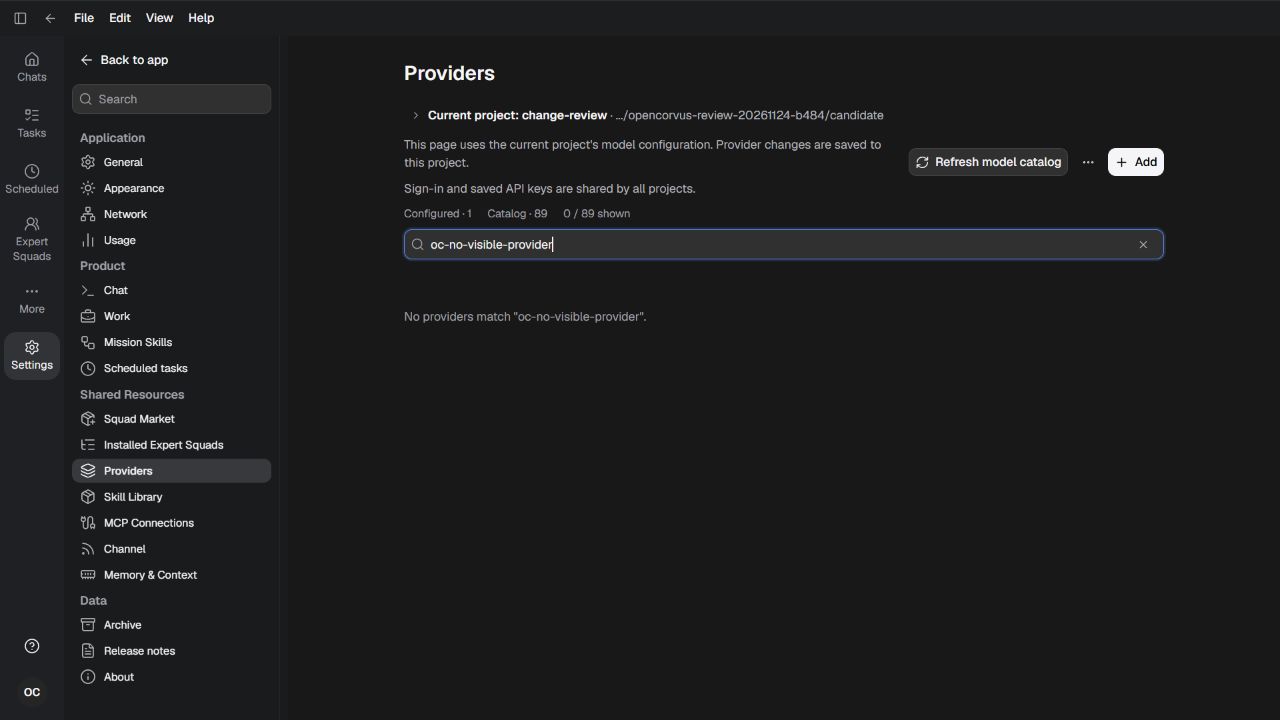 File Edit View Help
Chats
Tasks
Scheduled
Expert
Squads
More
Settings
OC
Back to app
Search
Application
General
Appearance
Network
Usage
Product
Chat
Work
Mission Skills
Scheduled tasks
Shared Resources
Squad Market
Installed Expert Squads
Providers
Skill Library
MCP Connections
Channel
Memory & Context
Data
Archive
Release notes
About
Providers
Current project: change-review · .../opencorvus-review-20261124-b484/candidate
This page uses the current project's model configuration. Provider changes are saved to
this project.
Refresh model catalog
Add
Sign-in and saved API keys are shared by all projects.
Configured · 1 Catalog · 89 0 / 89 shown
oc-no-visible-provider
No providers match "oc-no-visible-provider".